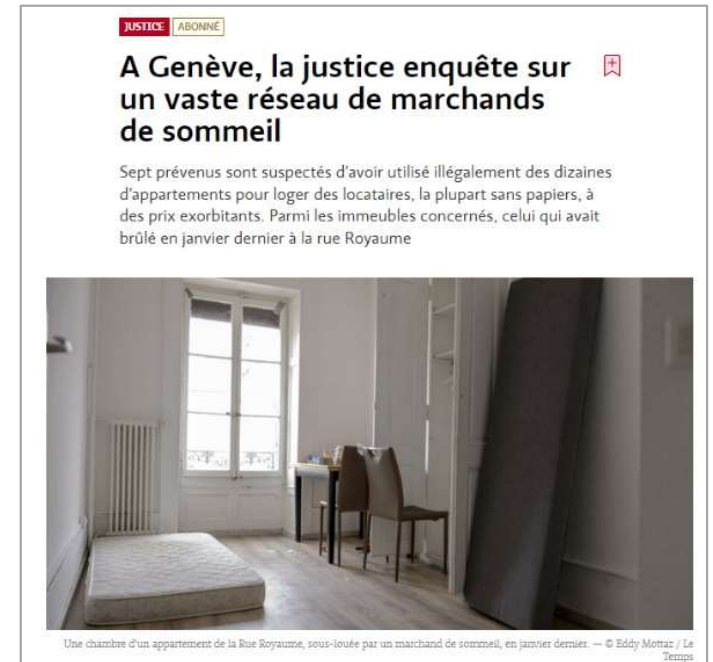 JUSTICE ABONNÉ
A Genève, la justice enquête sur
un vaste réseau de marchands
de sommeil
Sept prévenus sont suspectés d'avoir utilisé illégalement des dizaines
d'appartements pour loger des locataires, la plupart sans papiers, à
des prix exorbitants. Parmi les immeubles concernés, celui qui avait
brûlé en janvier dernier à la rue Royaume
Une chambre d'un appartement de la Rue Royaume, sous-louée par un marchand de sommeil, en janvier dernier. — © Eddy Mottaz / Le
Temps